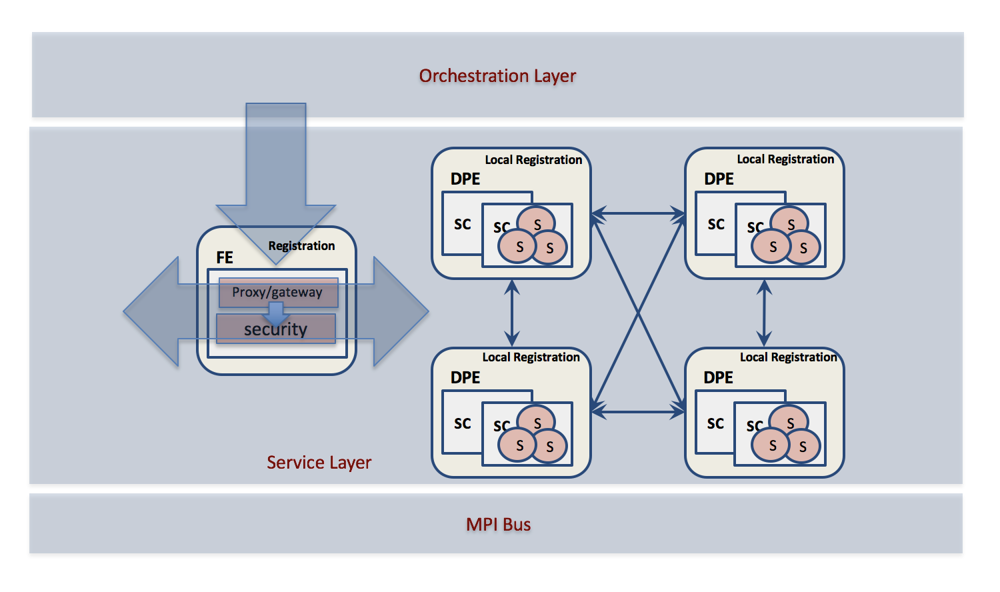 Orchestration Layer
Registration
FE
Proxy/gateway
security
Local Registration
DPE
SC
SC
S
S
S
Local Registration
DPE
SC
SC
S
S
S
Local Registration
DPE
SC
SC
S
S
S
Local Registration
DPE
SC
SC
S
S
S
Service Layer
MPI Bus